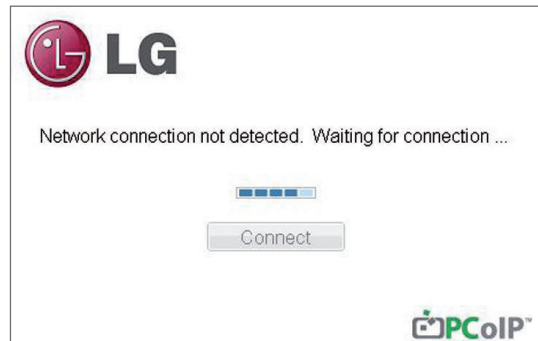 LG
Network connection not detected.  Waiting for connection ...
Connect
PCoIP™